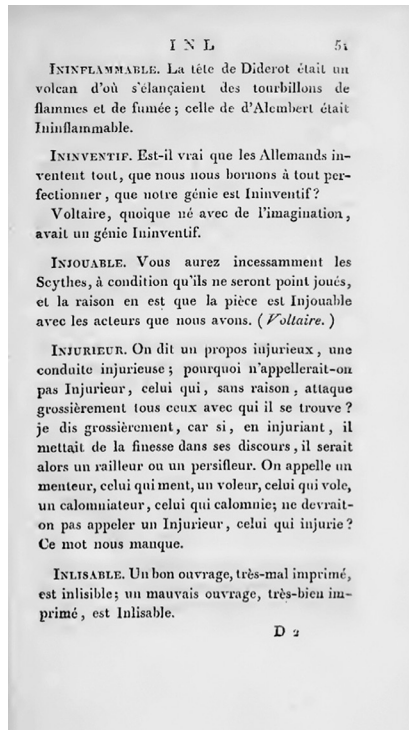 INL 51
ININFLAMMABLE. La tête de Diderot était un
volcan d'où s'élançaient des tourbillons de
flammes et de fumée ; celle de d'Alembert était
Ininflammable.
ININVENTIF. Est-il vrai que les Allemands in-
ventent tout, que nous nous bornons à tout per-
fectionner , que notre génie est Ininventif ?
Voltaire, quoique né avec de l'imagination,
avait un génie Ininventif.
INJOUABLE. Vous aurez incessamment les
Scythes, à condition qu'ils ne seront point joués,
et la raison en est que la pièce est Injouable
avec les acteurs que nous avons. ( Voltaire. )
INJURIEUR. On dit un propos injurieux, une
conduite injurieuse ; pourquoi n'appellerait-on
pas Injurieur, celui qui, sans raison, attaque
grossièrement tous ceux avec qui il se trouve ?
je dis grossièrement, car si, en injuriant, il
mettait de la finesse dans ses discours, il serait
alors un railleur ou un persifleur. On appelle un
menteur, celui qui ment, un voleur, celui qui vole,
un calomniateur, celui qui calomnie; ne devrait-
on pas appeler un Injurieur, celui qui injurie ?
Ce mot nous manque.
INLISABLE. Un bon ouvrage, très-mal imprimé,
est inlisible; un mauvais ouvrage, très-bien im-
primé, est Inlisable.
D 2